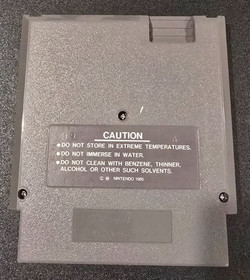 CAUTION
•DO NOT STORE IN EXTREME TEMPERATURES.
•DO NOT IMMERSE IN WATER.
•DO NOT CLEAN WITH BENZENE, THINNER,
ALCOHOL OR OTHER SUCH SOLVENTS.
© NINTENDO 1985